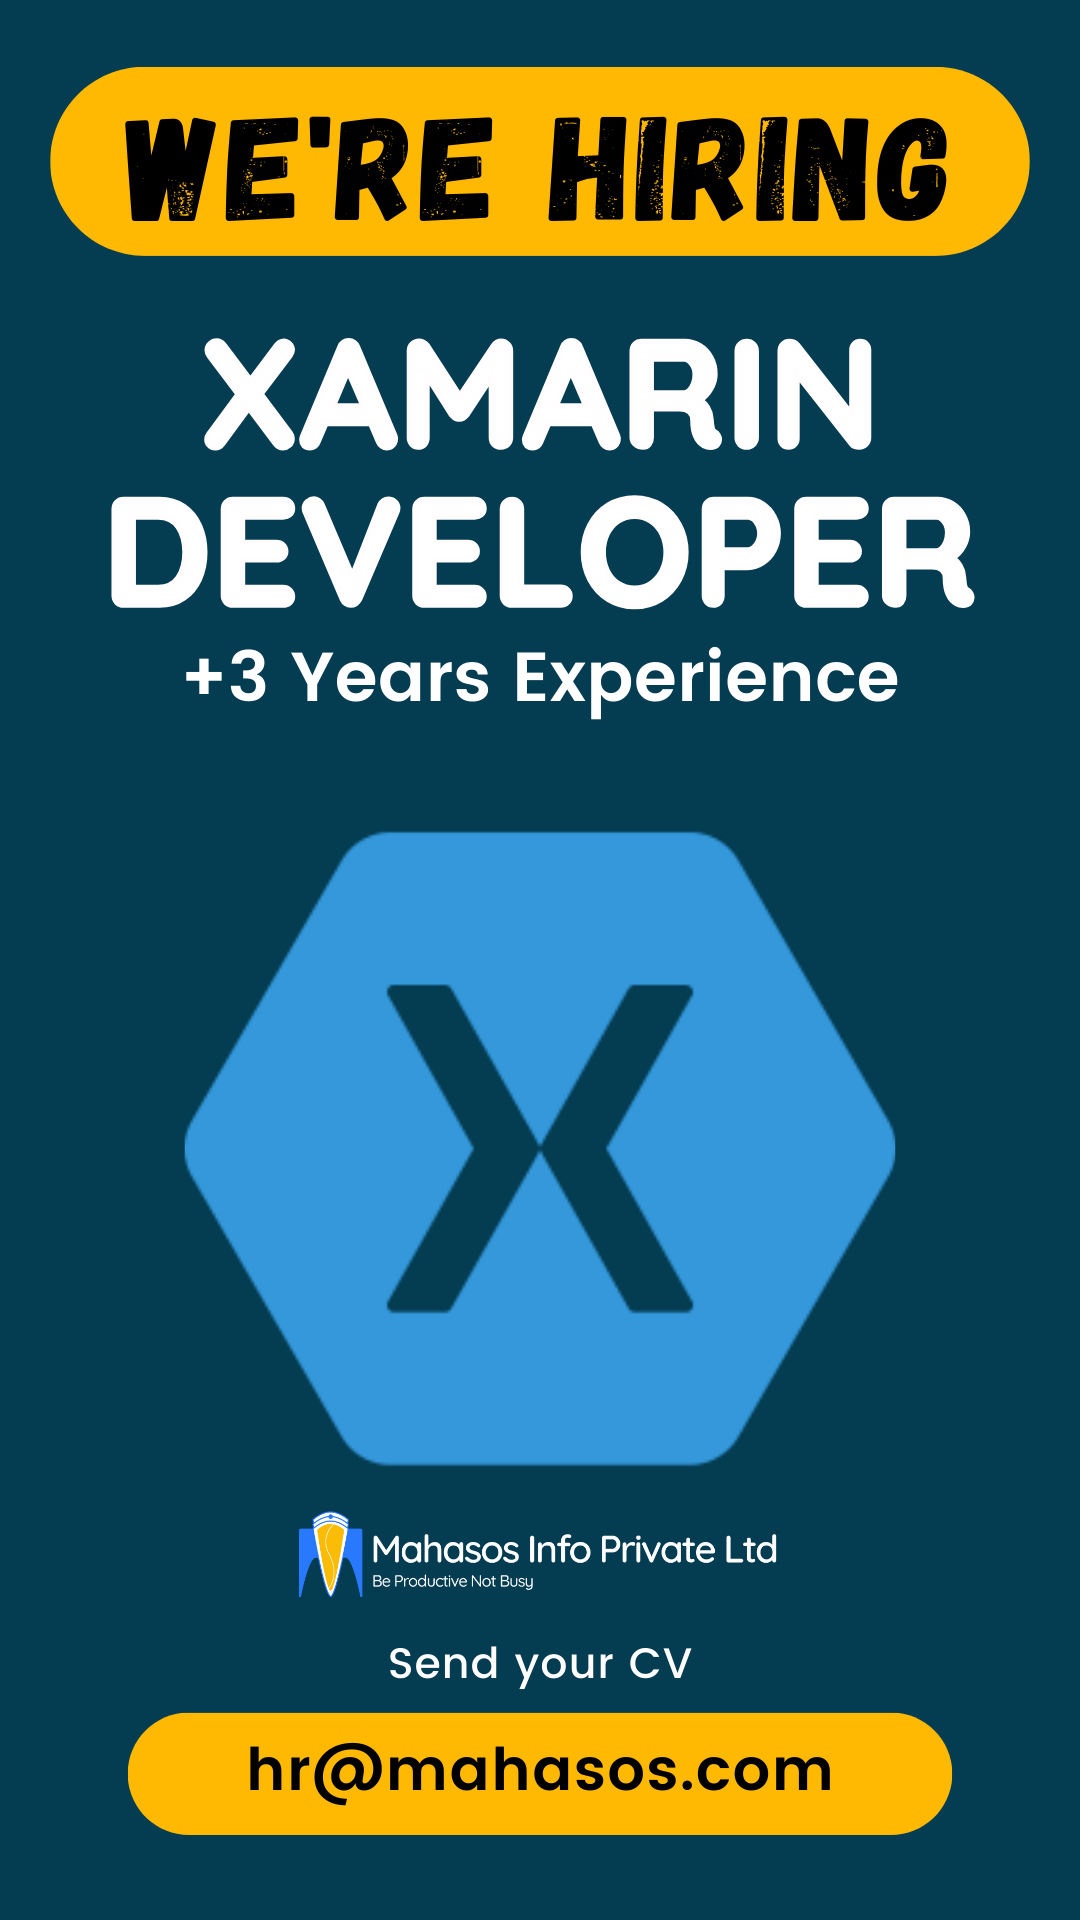 WE'RE HIRING
XAMARIN
DEVELOPER
+3 Years Experience
X
Mahasos Info Private Ltd
Be Productive Not Busy
Send your CV
hr@mahasos.com